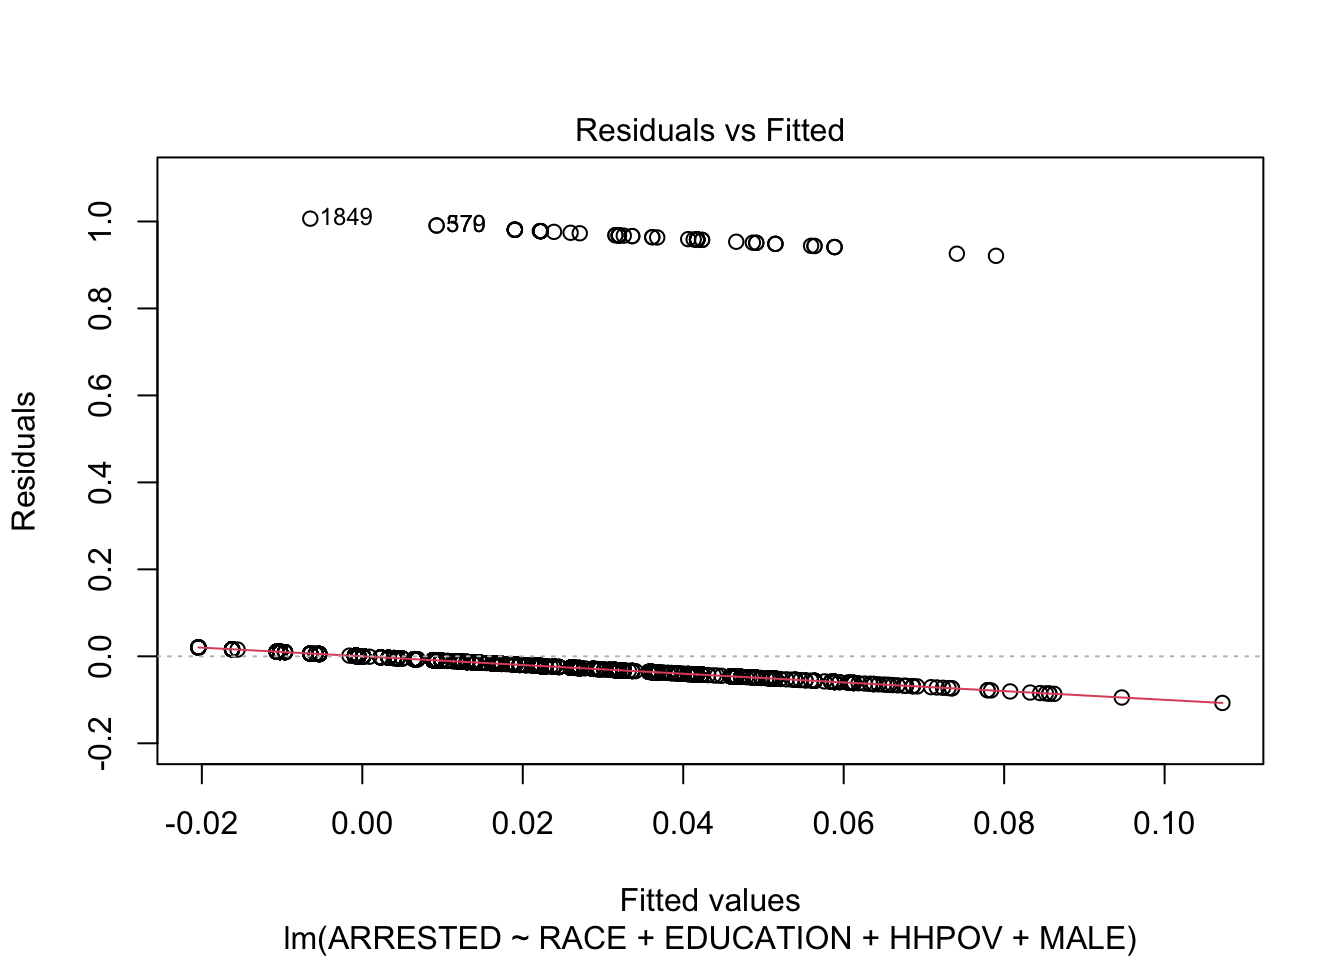 Residuals vs Fitted
1.0
0.8
0.6
0.4
0.2
0.0
-0.2
Residuals
1849
-0.02 0.00 0.02 0.04 0.06 0.08 0.10
Fitted values
lm(ARRESTED ~ RACE + EDUCATION + HHPOV + MALE)